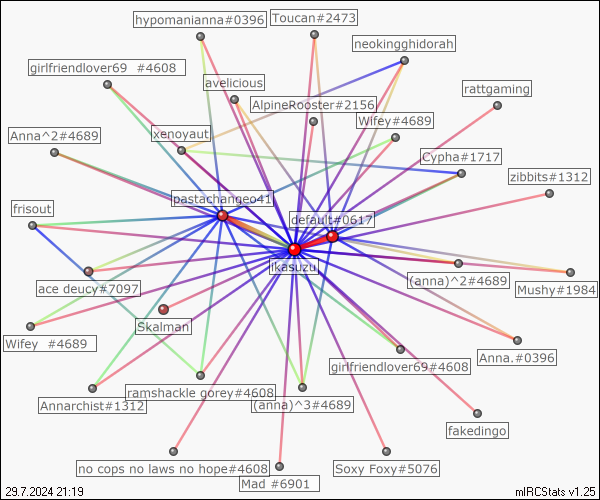 hypomanianna#0396
Toucan#2473
neokingghidorah
girlfriendlover69 #4608
avelicious
rattgaming
AlpineRooster#2156
Wifey#4689
xenoyaut
Anna^2#4689
Cypha#1717
zibbits#1312
pastachangeo41
frisout
default#0617
ikasuzu
ace deucy#7097
(anna)^2#4689
Mushy#1984
Skalman
Wifey #4689
Anna.#0396
girlfriendlover69#4608
ramshackle gorey#4608
Annarchist#1312
(anna)^3#4689
fakedingo
no cops no laws no hope#4608
Soxy Foxy#5076
Mad #6901
29.7.2024 21:19
mIRCStats v1.25